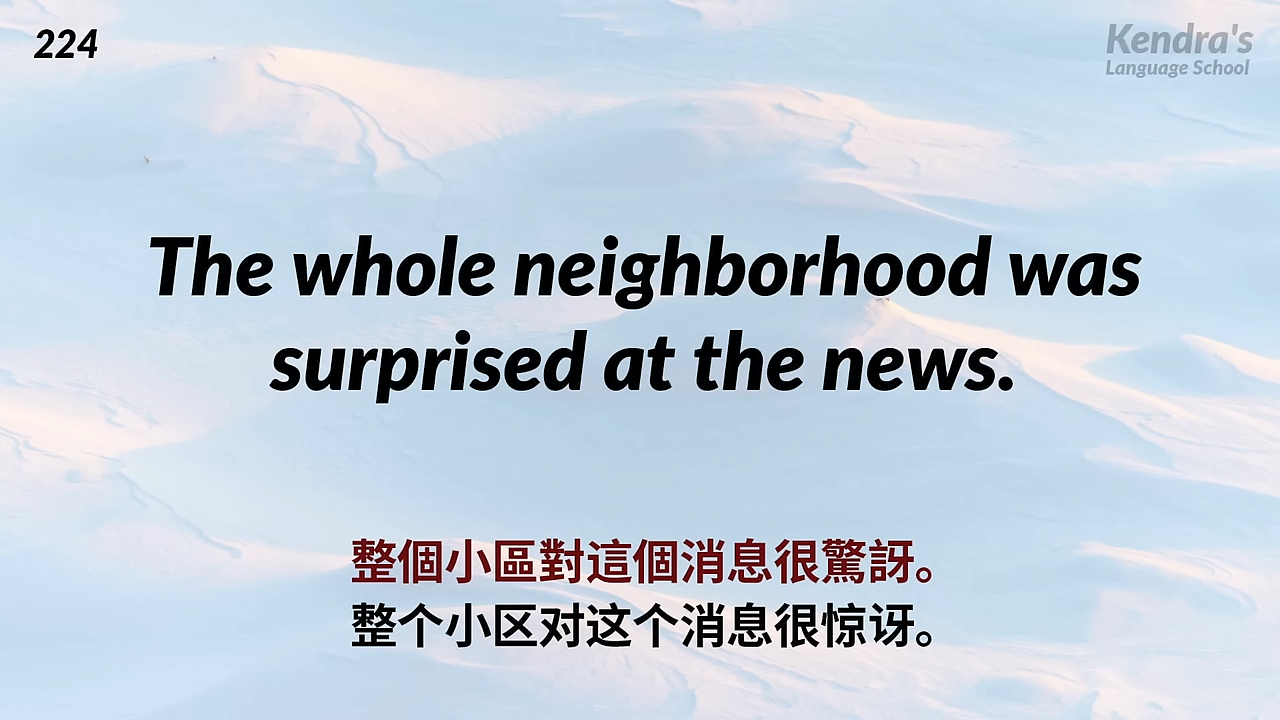 224
Kendra's
Language School
The whole neighborhood was
surprised at the news.
整個小區對這個消息很驚訝。
整个小区对这个消息很惊讶。